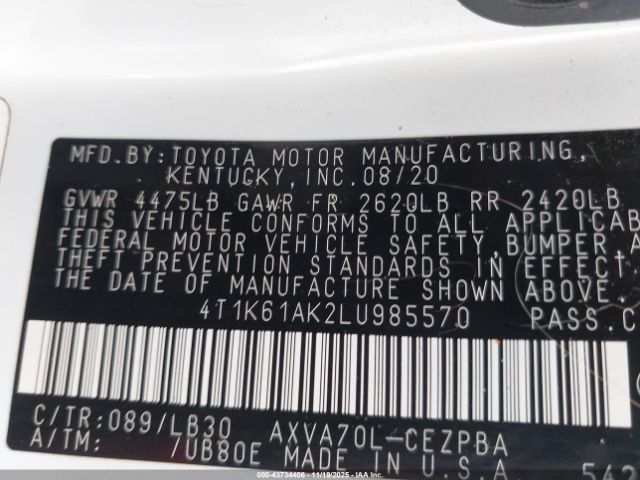 MFD.BY:TOYOTA MOTOR MANUFACTURING,
KENTUCKY,INC.08/20
GVWR 4475LB GAWR FR 2620LB RR 2420LB
THIS VEHICLE CONFORMS TO ALL APPLICAB
FEDERAL MOTOR VEHICLE SAFETY,BUMPER A
THEFT PREVENTION STANDARDS IN EFFECT
THE DATE OF MANUFACTURE SHOWN ABOVE.
4T1K61AK2LU985570 PASS.C
C/TR:089/LB30 AXVA70L-CEZPBA
A/TM: /UB80E MADE IN U.S.A 542
©IAA 43734406 11/19/2025 IAA